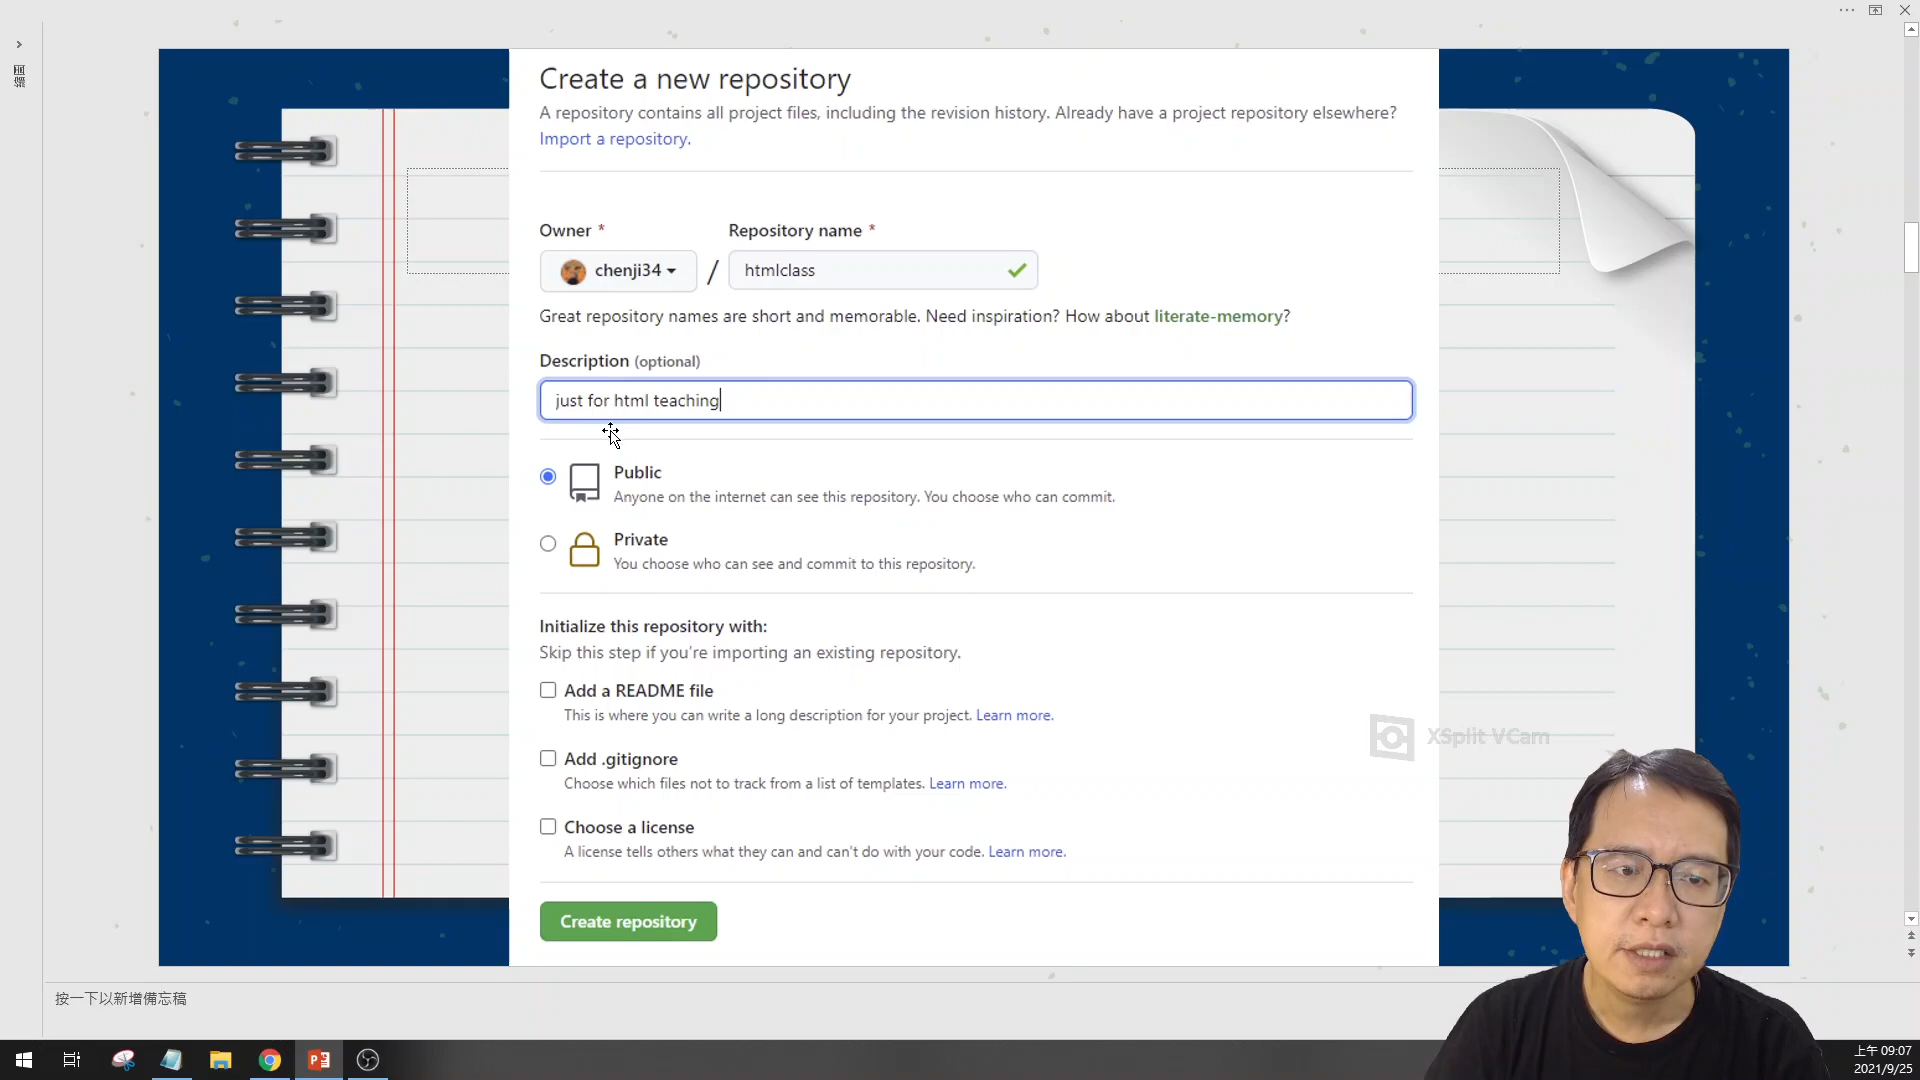 Create a new repository
A repository contains all project files, including the revision history. Already have a project repository elsewhere?
Import a repository.
Owner * Repository name *
chenji34 / htmlclass
Great repository names are short and memorable. Need inspiration? How about literate-memory?
Description (optional)
just for html teaching
Public
Anyone on the internet can see this repository. You choose who can commit.
Private
You choose who can see and commit to this repository.
Initialize this repository with:
Skip this step if you're importing an existing repository.
Add a README file
This is where you can write a long description for your project. Learn more.
Add .gitignore
Choose which files not to track from a list of templates. Learn more.
Choose a license
A license tells others what they can and can't do with your code. Learn more.
Create repository
XSplit VCam
按一下以新增備忘稿
上午 09:07
2021/9/25